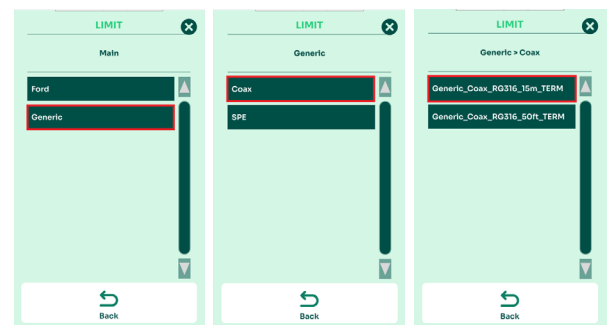 LIMIT
Main
Ford
Generic
Back
LIMIT
Generic
Coax
SPE
Back
LIMIT
Generic > Coax
Generic_Coax_RG316_15m_TERM
Generic_Coax_RG316_50ft_TERM
Back